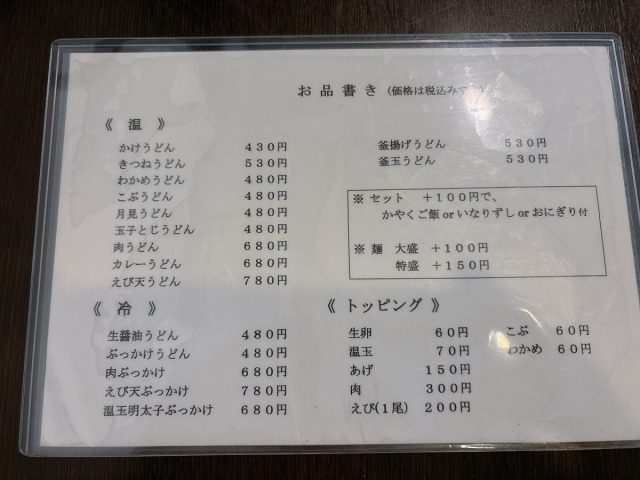 お品書き（価格は税込みです）
《　温　》
かけうどん　430円
きつねうどん　530円
わかめうどん　480円
こぶうどん　480円
月見うどん　480円
玉子とじうどん　480円
肉うどん　680円
カレーうどん　680円
えび天うどん　780円
釜揚げうどん　530円
釜玉うどん　530円
※ セット　＋100円で、
かやくご飯 or いなりずし or おにぎり付
※ 麺　大盛　＋100円
特盛　＋150円
《　冷　》
生醤油うどん　480円
ぶっかけうどん　480円
肉ぶっかけ　680円
えび天ぶっかけ　780円
温玉明太子ぶっかけ　680円
《 トッピング 》
生卵　60円　こぶ　60円
温玉　70円　わかめ　60円
あげ　150円
肉　300円
えび(１尾)　200円